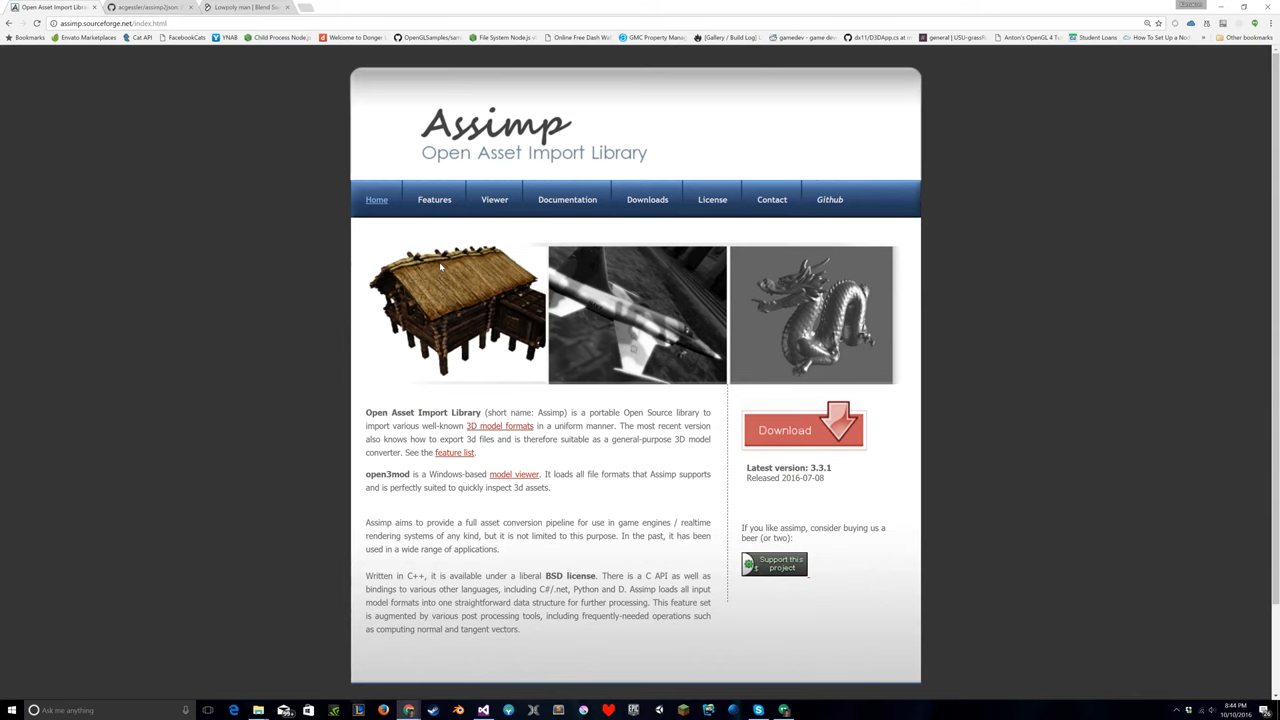 Open Asset Import Libra
acgessler/assimp2json
Lowpoly man | Blend Sw
assimp.sourceforge.net/index.html
Bookmarks
Envato Marketplaces
Cat API
FacebookCats
YNAB
Child Process Node.js
Welcome to Donger
OpenGLSamples/sam
File System Node.js v
Online Free Dash Wall
GMC Property Manag
[Gallery / Build Log]
gamedev - game dev
dx11/D3DApp.cs at m
general | USU-grassF
Anton's OpenGL 4 Tu
Student Loans
How To Set Up a Nod
»
Other bookmarks
Assimp
Open Asset Import Library
Home Features Viewer Documentation Downloads License Contact Github
Open Asset Import Library (short name: Assimp) is a portable Open Source library to
import various well-known 3D model formats in a uniform manner. The most recent version
also knows how to export 3d files and is therefore suitable as a general-purpose 3D model
converter. See the feature list.
open3mod is a Windows-based model viewer. It loads all file formats that Assimp supports
and is perfectly suited to quickly inspect 3d assets.
Assimp aims to provide a full asset conversion pipeline for use in game engines / realtime
rendering systems of any kind, but it is not limited to this purpose. In the past, it has been
used in a wide range of applications.
Written in C++, it is available under a liberal BSD license. There is a C API as well as
bindings to various other languages, including C#/.net, Python and D. Assimp loads all input
model formats into one straightforward data structure for further processing. This feature set
is augmented by various post processing tools, including frequently-needed operations such
as computing normal and tangent vectors.
Download
Latest version: 3.3.1
Released 2016-07-08
If you like assimp, consider buying us a
beer (or two):
Support this
project
Ask me anything
8:44 PM
10/10/2016